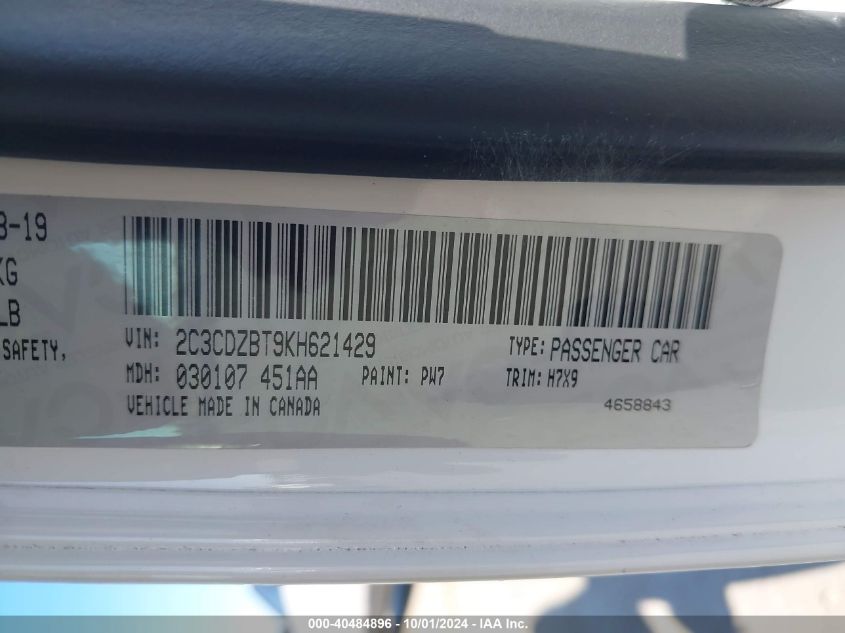 3-19
KG
LB
SAFETY,
VIN: 2C3CDZBT9KH621429 TYPE: PASSENGER CAR
MDH: 030107 451AA PAINT: PW7 TRIM: H7X9
VEHICLE MADE IN CANADA 4658843
000-40484896 - 10/01/2024 - IAA Inc.